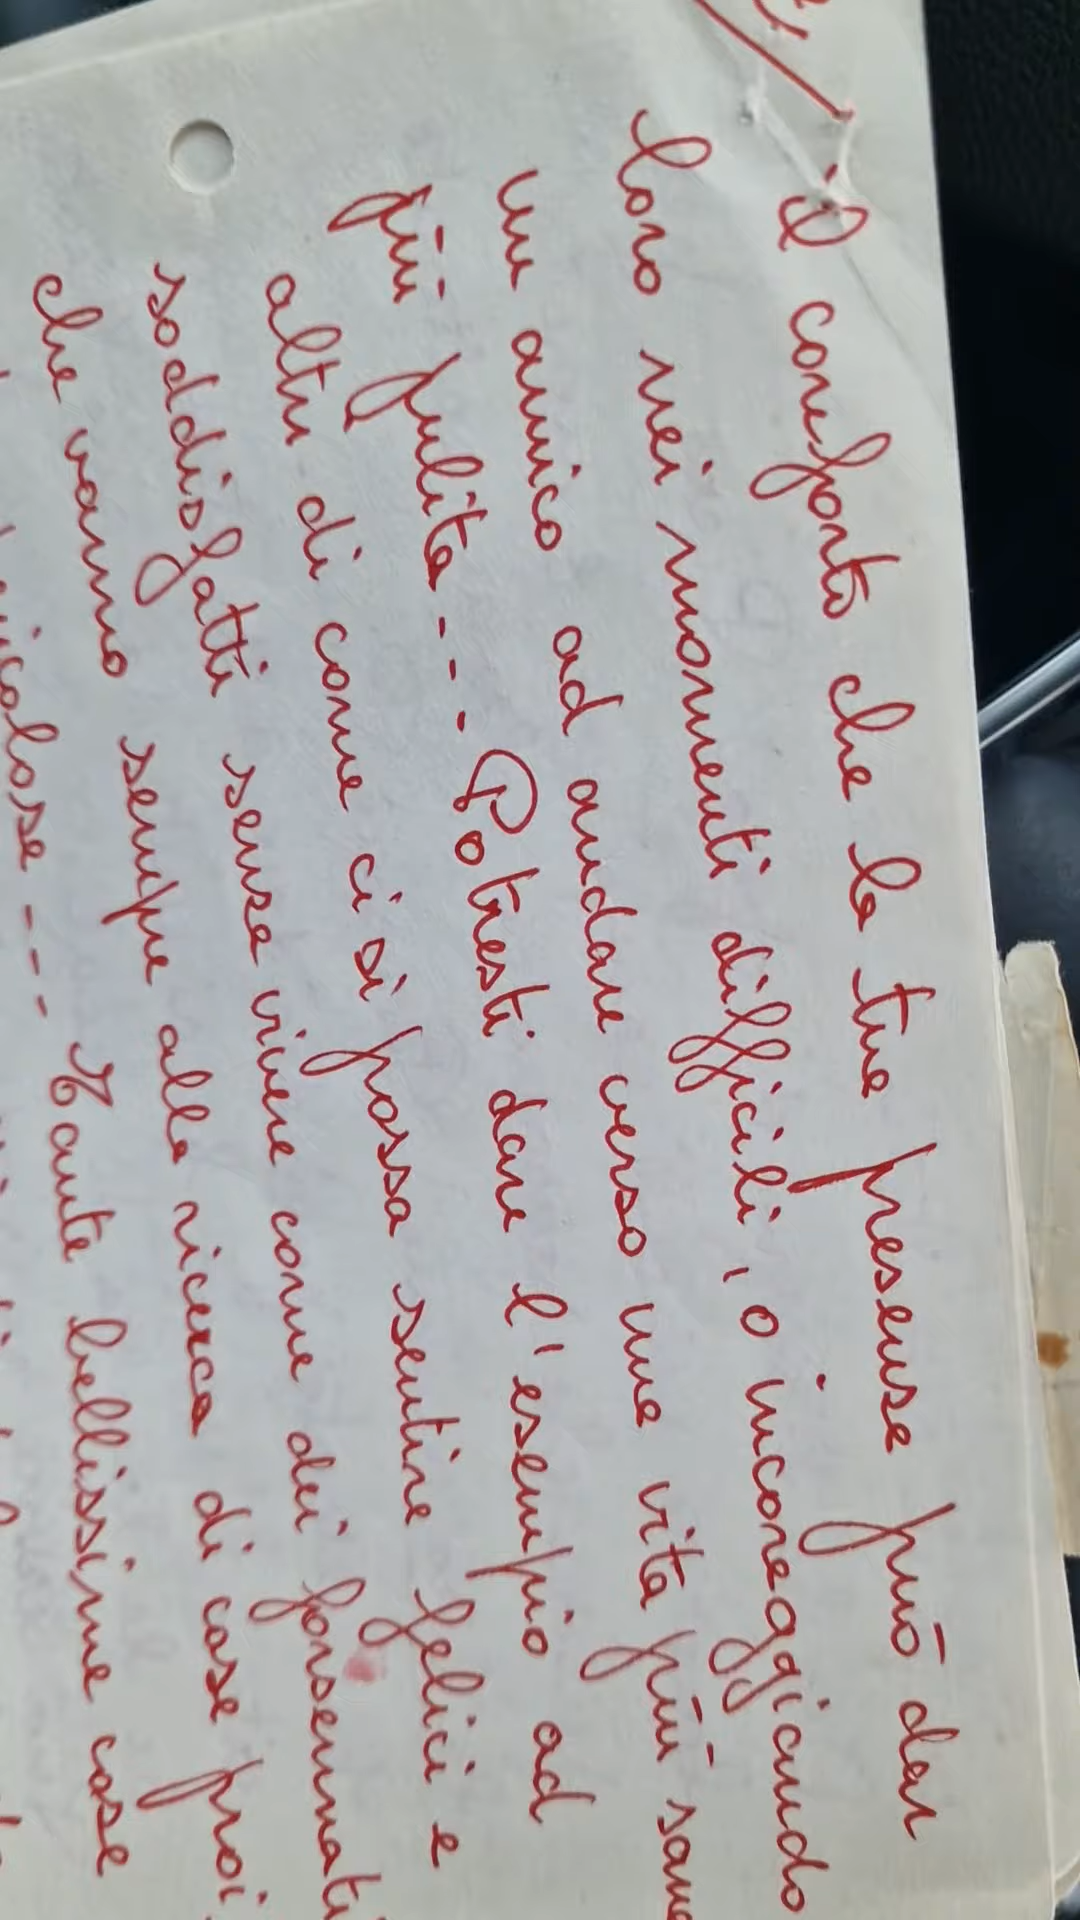 il conforto che la tua presenza può dar
loro nei momenti difficili, o incoreggiando
un amico ad andare verso una vita più sana
più pulita --- Potresti dare l'esempio ad
altri di come ci si possa sentire felici e
soddisfatti senza vivere come dei forsennati
che vanno sempre alla ricerca di cose proi
--- Tante bellissime cose